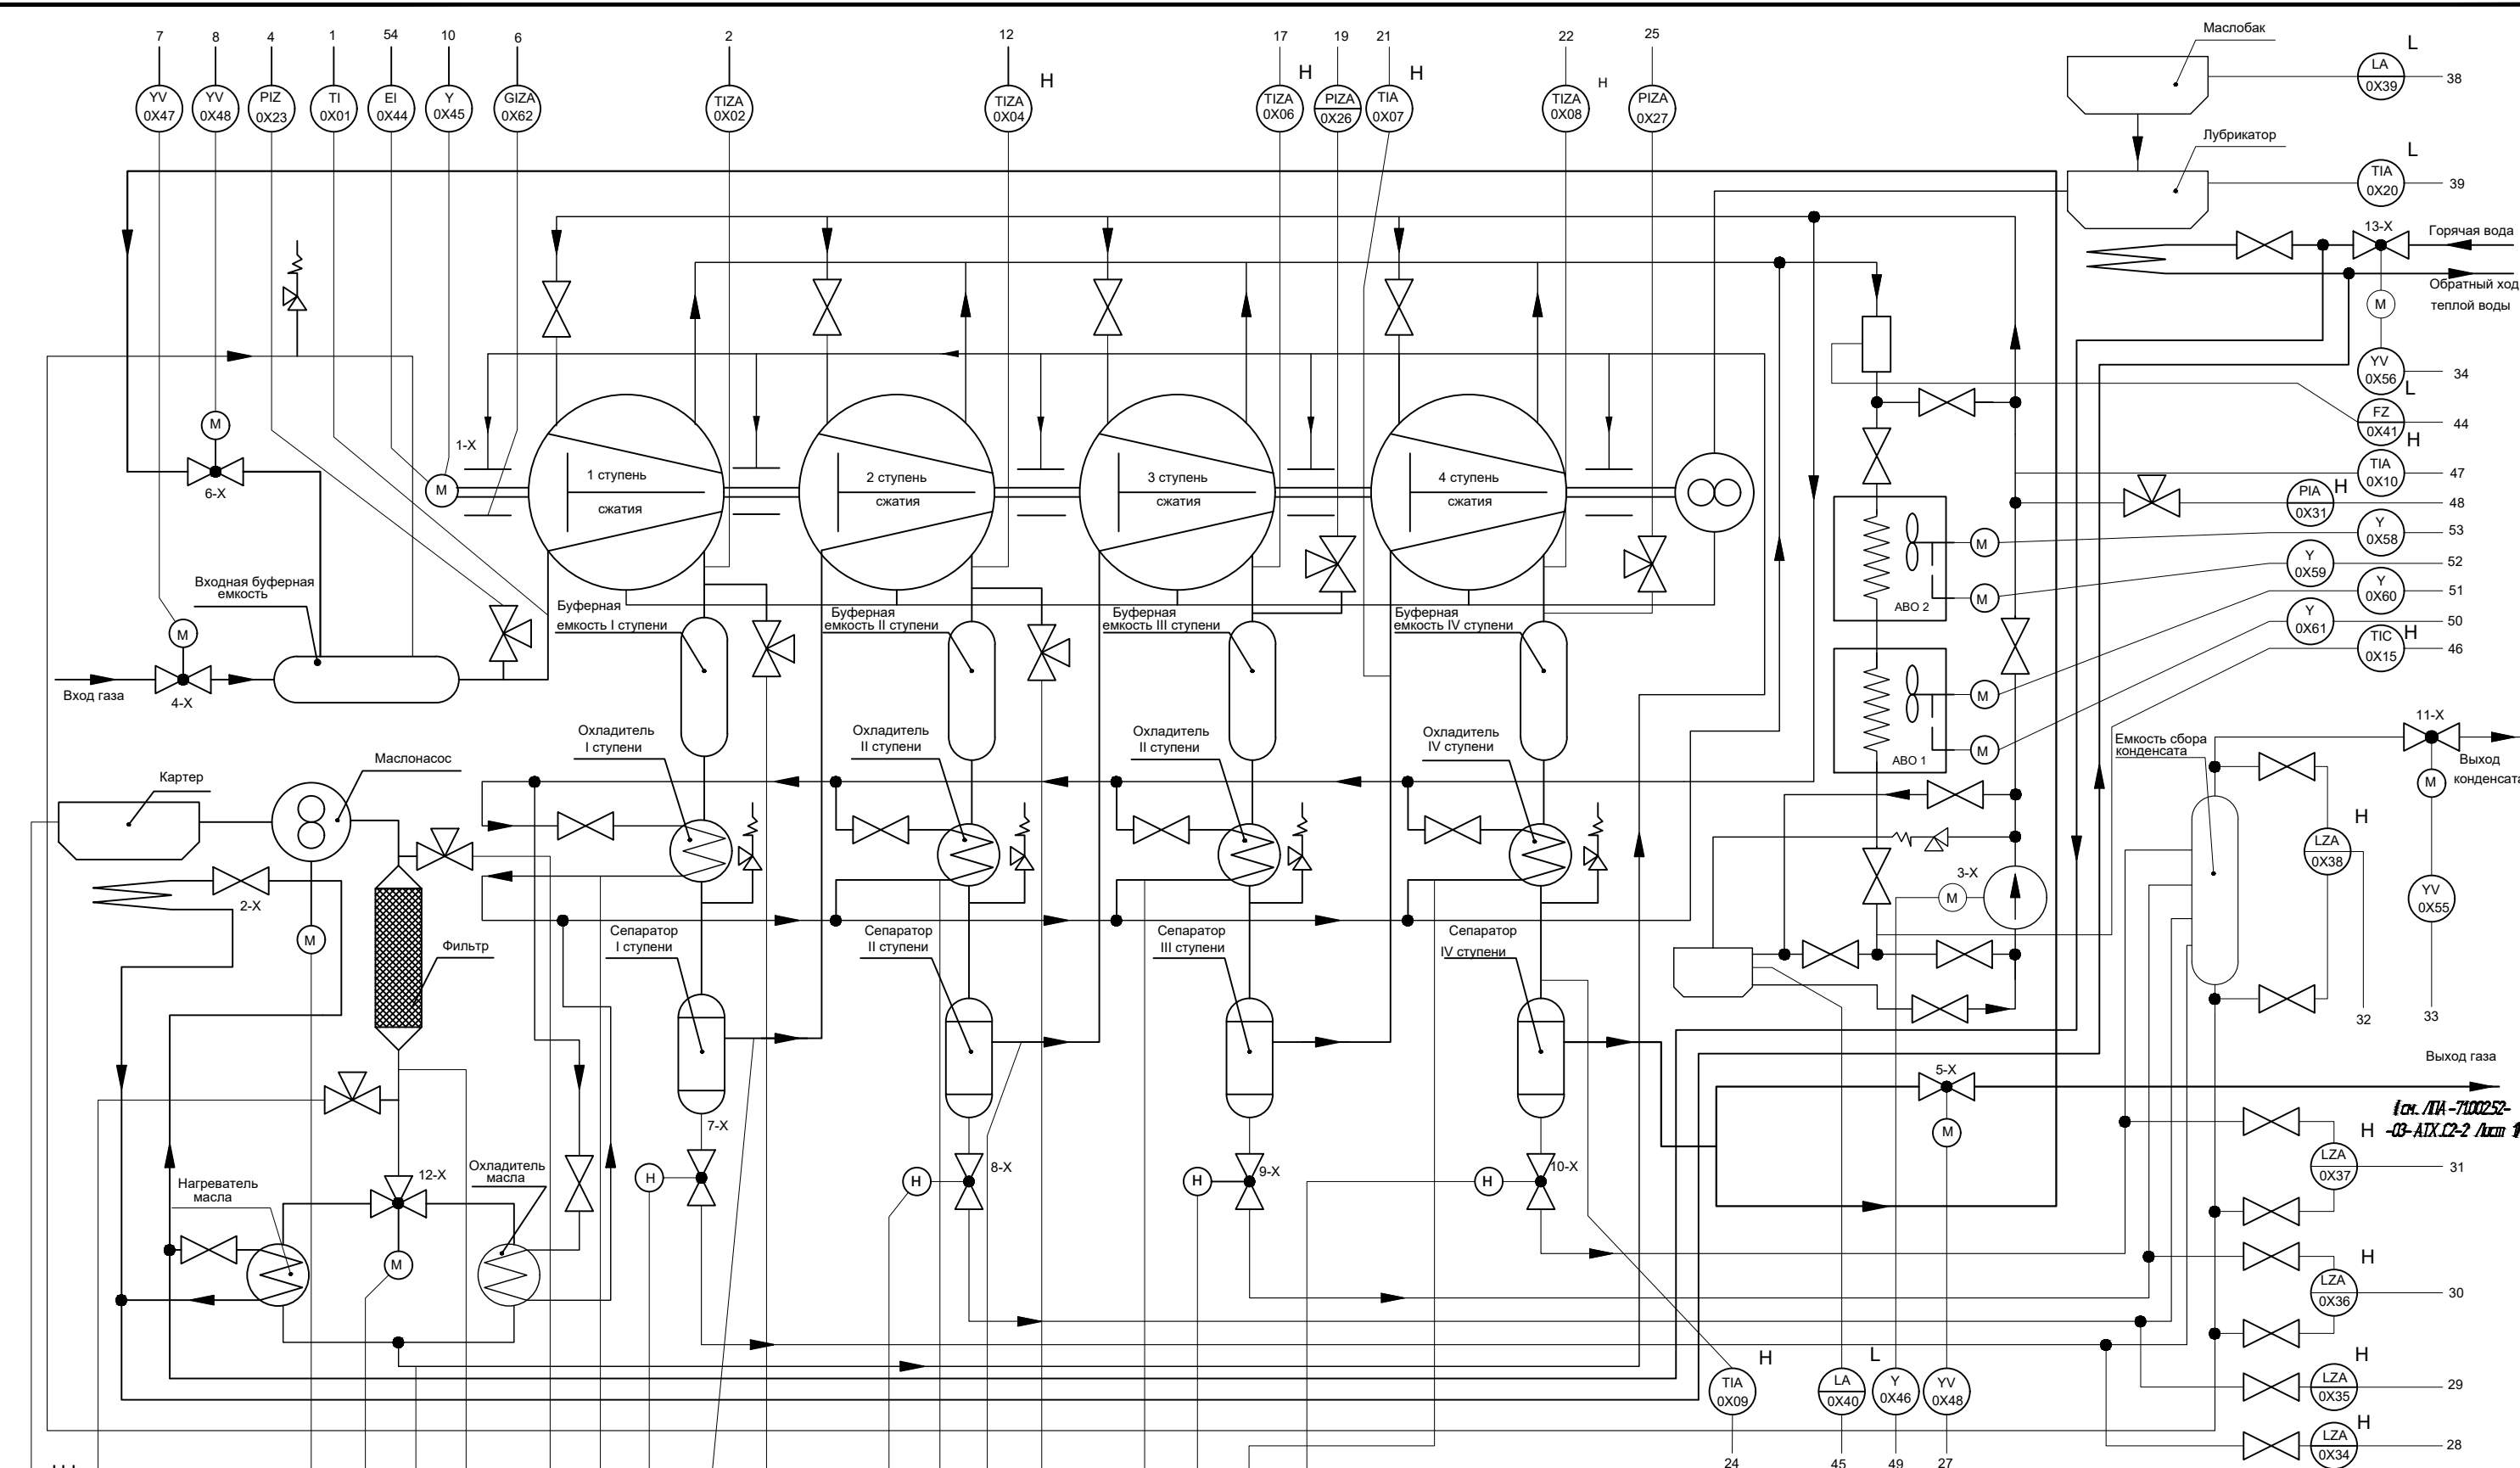 7
8
4
1
54
10
6
2
12
17
19
21
22
25
YV
0X47
YV
0X48
PIZ
0X23
TI
0X01
EI
0X44
Y
0X45
GIZA
0X62
TIZA
0X02
TIZA
0X04
H
TIZA
0X06
H
PIZA
0X26
TIA
0X07
H
TIZA
0X08
H
PIZA
0X27
Маслобак
L
LA
0X39
38
Лубрикатор
L
TIA
0X20
39
13-X
Горячая вода
Обратный ход
теплой воды
M
YV
0X56
34
L
FZ
0X41
44
H
TIA
0X10
47
PIA
0X31
H
48
Y
0X58
53
Y
0X59
52
Y
0X60
51
Y
0X61
50
TIC
0X15
H
46
M
6-X
1-X
M
1 ступень
сжатия
2 ступень
сжатия
3 ступень
сжатия
4 ступень
сжатия
M
M
АВО 2
M
M
АВО 1
Входная буферная
емкость
M
Вход газа
4-X
Буферная
емкость I ступени
Буферная
емкость II ступени
Буферная
емкость III ступени
Буферная
емкость IV ступени
Охладитель
I ступени
Охладитель
II ступени
Охладитель
II ступени
Охладитель
IV ступени
Картер
Маслонасос
2-X
M
Фильтр
Сепаратор
I ступени
Сепаратор
II ступени
Сепаратор
III ступени
Сепаратор
IV ступени
3-X
M
Емкость сбора
конденсата
11-X
Выход
конденсата
M
H
LZA
0X38
YV
0X55
32
33
Выход газа
5-X
M
7-X
H
8-X
H
9-X
H
10-X
H
12-X
M
Нагреватель
масла
Охладитель
масла
H
LZA
0X37
31
H
LZA
0X36
30
H
LZA
0X35
29
H
LZA
0X34
28
H
TIA
0X09
24
LA
0X40
L
45
Y
0X46
49
YV
0X48
27